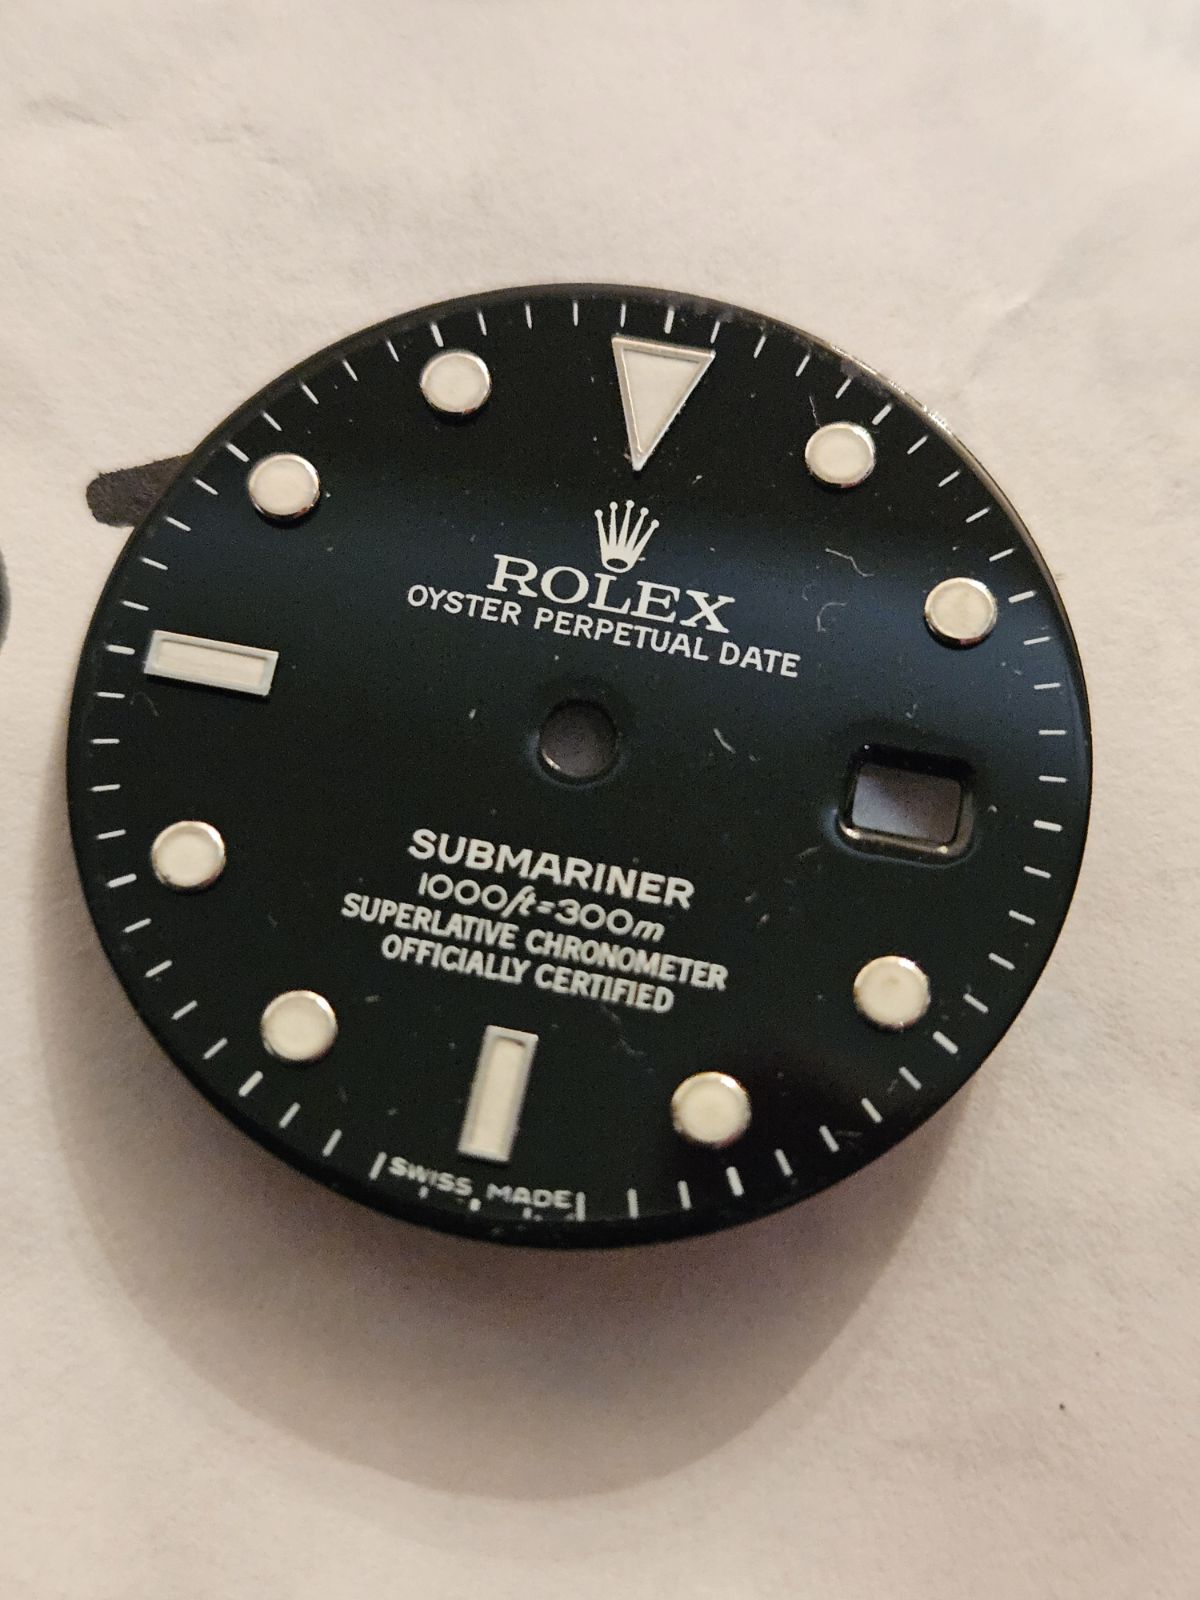 ROLEX
OYSTER PERPETUAL DATE
SUBMARINER
1000ft=300m
SUPERLATIVE CHRONOMETER
OFFICIALLY CERTIFIED
SWISS MADE